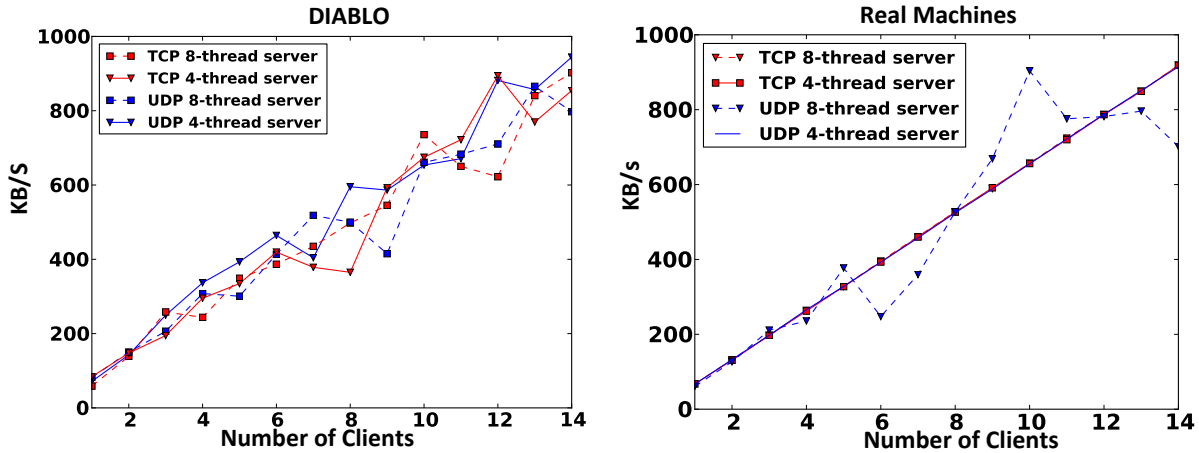 DIABLO
1000
800
600
400
200
0
KB/S
TCP 8-thread server
TCP 4-thread server
UDP 8-thread server
UDP 4-thread server
2 4 6 8 10 12 14
Number of Clients
Real Machines
1000
800
600
400
200
0
KB/s
TCP 8-thread server
TCP 4-thread server
UDP 8-thread server
UDP 4-thread server
2 4 6 8 10 12 14
Number of Clients